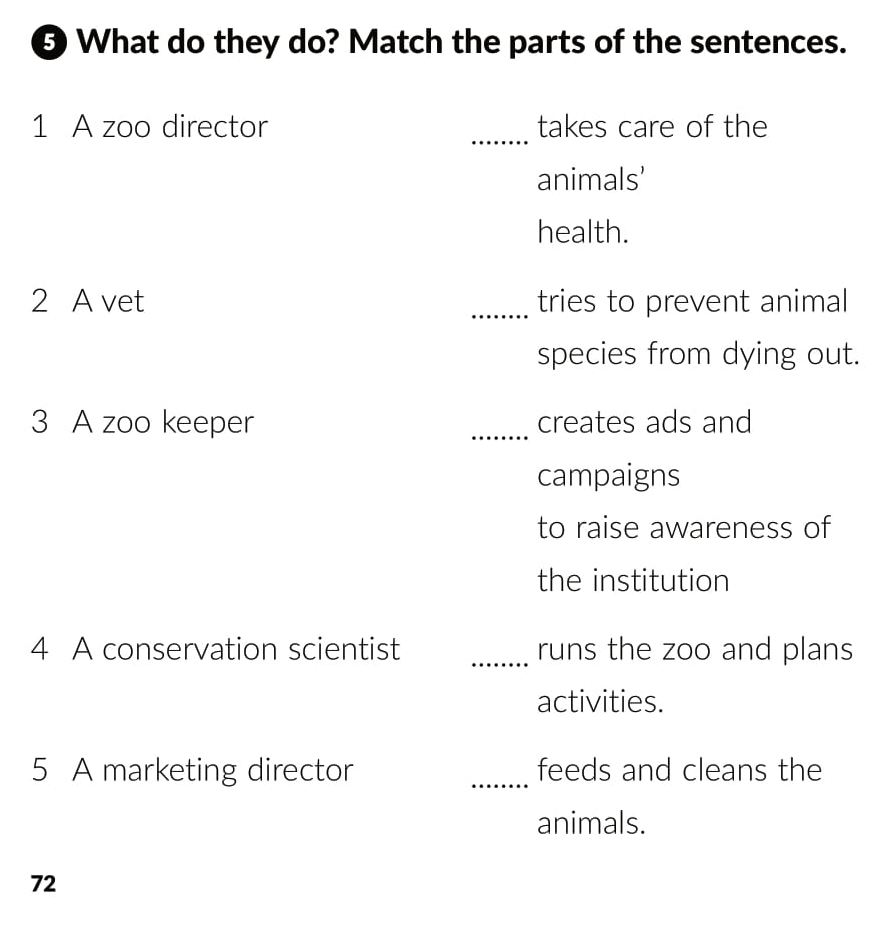 5 What do they do? Match the parts of the sentences.
1 A zoo director ........ takes care of the
animals'
health.
2 A vet ........ tries to prevent animal
species from dying out.
3 A zoo keeper ........ creates ads and
campaigns
to raise awareness of
the institution
4 A conservation scientist ........ runs the zoo and plans
activities.
5 A marketing director ........ feeds and cleans the
animals.
72